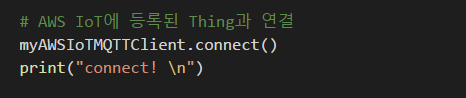 # AWS IoT에 등록된 Thing과 연결
myAWSIoTMQTTClient.connect()
print("connect! \n")